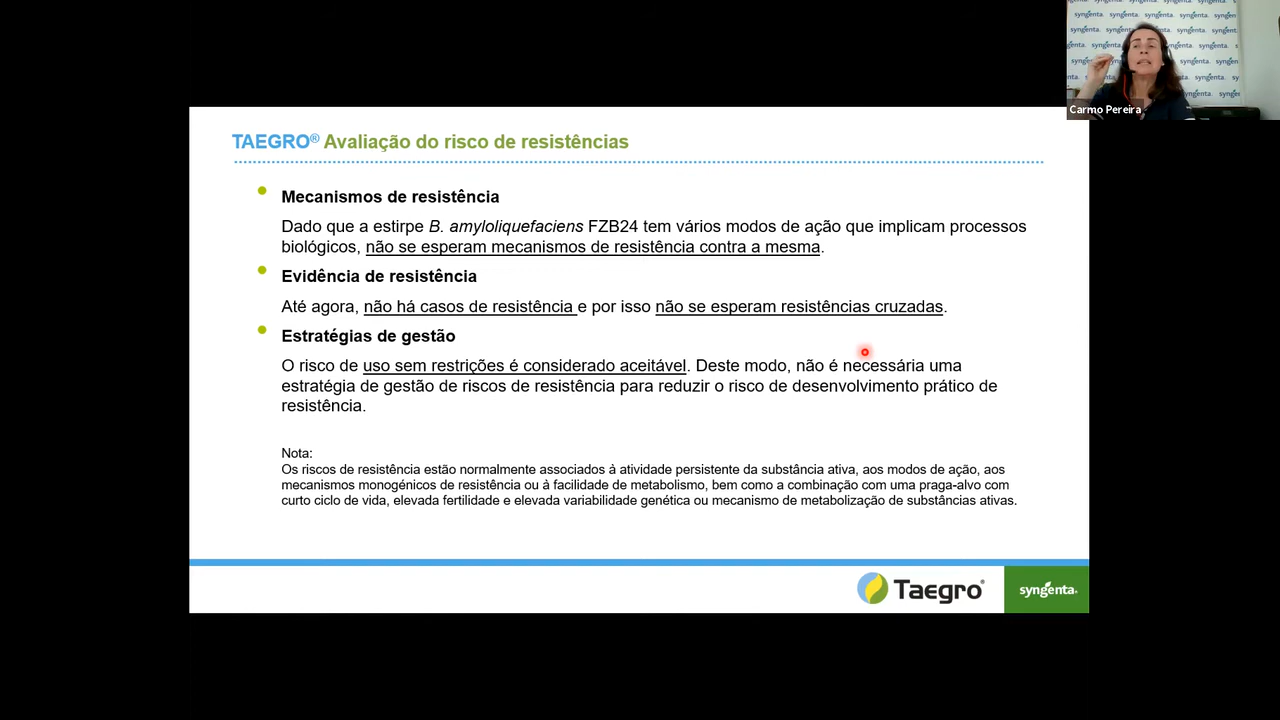 syngenta.
Carmo Pereira
TAEGRO® Avaliação do risco de resistências
Mecanismos de resistência
Dado que a estirpe B. amyloliquefaciens FZB24 tem vários modos de ação que implicam processos
biológicos, não se esperam mecanismos de resistência contra a mesma.
Evidência de resistência
Até agora, não há casos de resistência e por isso não se esperam resistências cruzadas.
Estratégias de gestão
O risco de uso sem restrições é considerado aceitável. Deste modo, não é necessária uma
estratégia de gestão de riscos de resistência para reduzir o risco de desenvolvimento prático de
resistência.
Nota:
Os riscos de resistência estão normalmente associados à atividade persistente da substância ativa, aos modos de ação, aos
mecanismos monogénicos de resistência ou à facilidade de metabolismo, bem como a combinação com uma praga-alvo com
curto ciclo de vida, elevada fertilidade e elevada variabilidade genética ou mecanismo de metabolização de substâncias ativas.
Taegro®
syngenta.